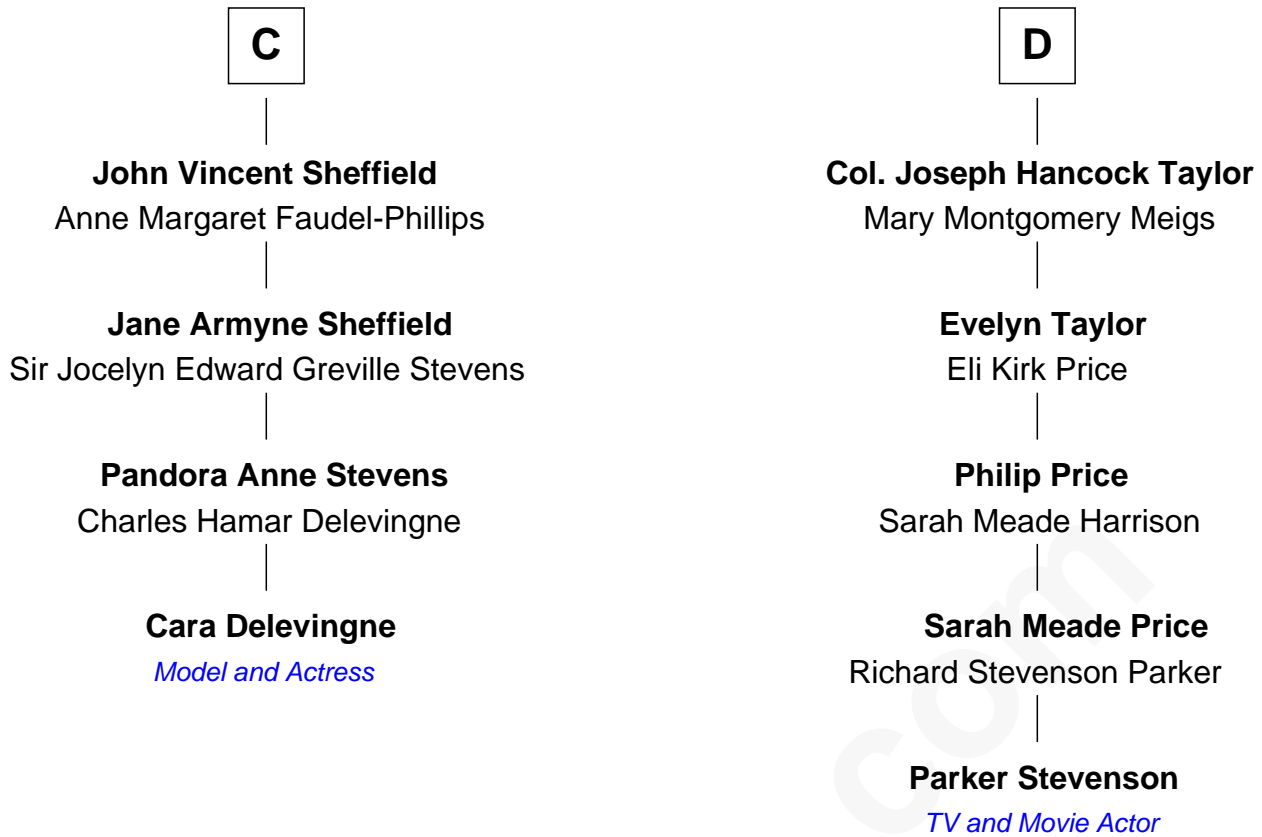 C
John Vincent Sheffield
Anne Margaret Faudel-Phillips
Jane Armyne Sheffield
Sir Jocelyn Edward Greville Stevens
Pandora Anne Stevens
Charles Hamar Delevingne
Cara Delevingne
Model and Actress
D
Col. Joseph Hancock Taylor
Mary Montgomery Meigs
Evelyn Taylor
Eli Kirk Price
Philip Price
Sarah Meade Harrison
Sarah Meade Price
Richard Stevenson Parker
Parker Stevenson
TV and Movie Actor
com